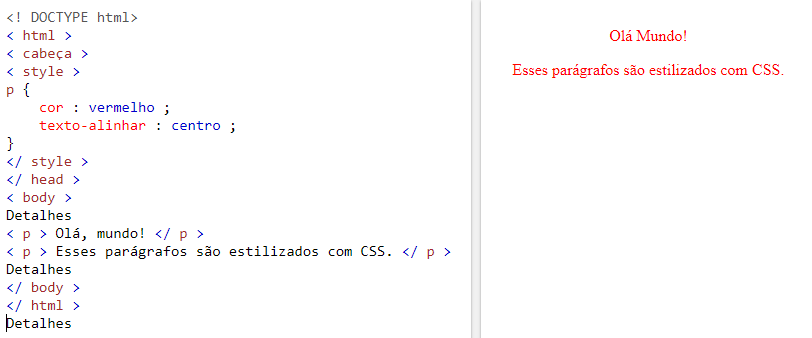 <! DOCTYPE html>
< html >
< cabeça >
< style >
p {
cor : vermelho ;
texto-alinhar : centro ;
}
</ style >
</ head >
< body >
Detalhes
< p > Olá, mundo! </ p >
< p > Esses parágrafos são estilizados com CSS. </ p >
Detalhes
</ body >
</ html >
Detalhes
Olá Mundo!
Esses parágrafos são estilizados com CSS.